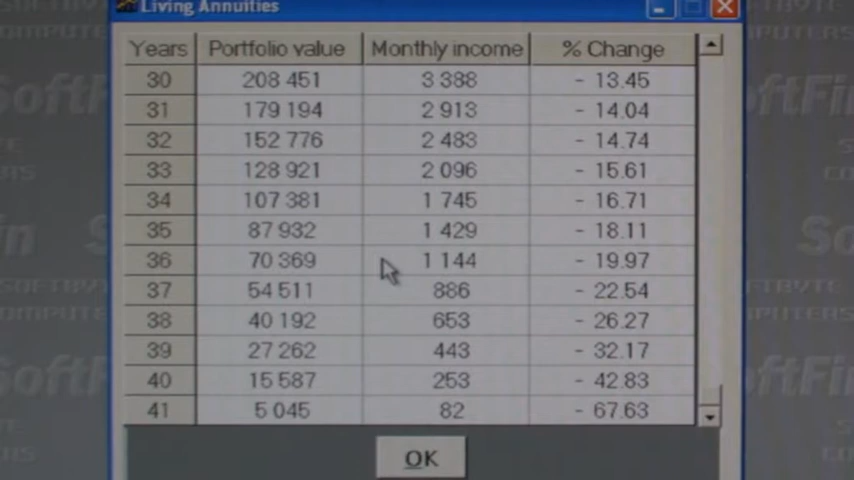 Living Annuities
Years Portfolio value Monthly income % Change
30 208 451 3 388 - 13.45
31 179 194 2 913 - 14.04
32 152 776 2 483 - 14.74
33 128 921 2 096 - 15.61
34 107 381 1 745 - 16.71
35 87 932 1 429 - 18.11
36 70 369 1 144 - 19.97
37 54 511 886 - 22.54
38 40 192 653 - 26.27
39 27 262 443 - 32.17
40 15 587 253 - 42.83
41 5 045 82 - 67.63
OK